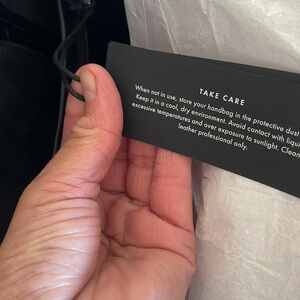 TAKE CARE
When not in use, store your handbag in the protective dust
Keep it in a cool, dry environment. Avoid contact with liqui
excessive temperatures and over exposure to sunlight. Clean
leather professional only.